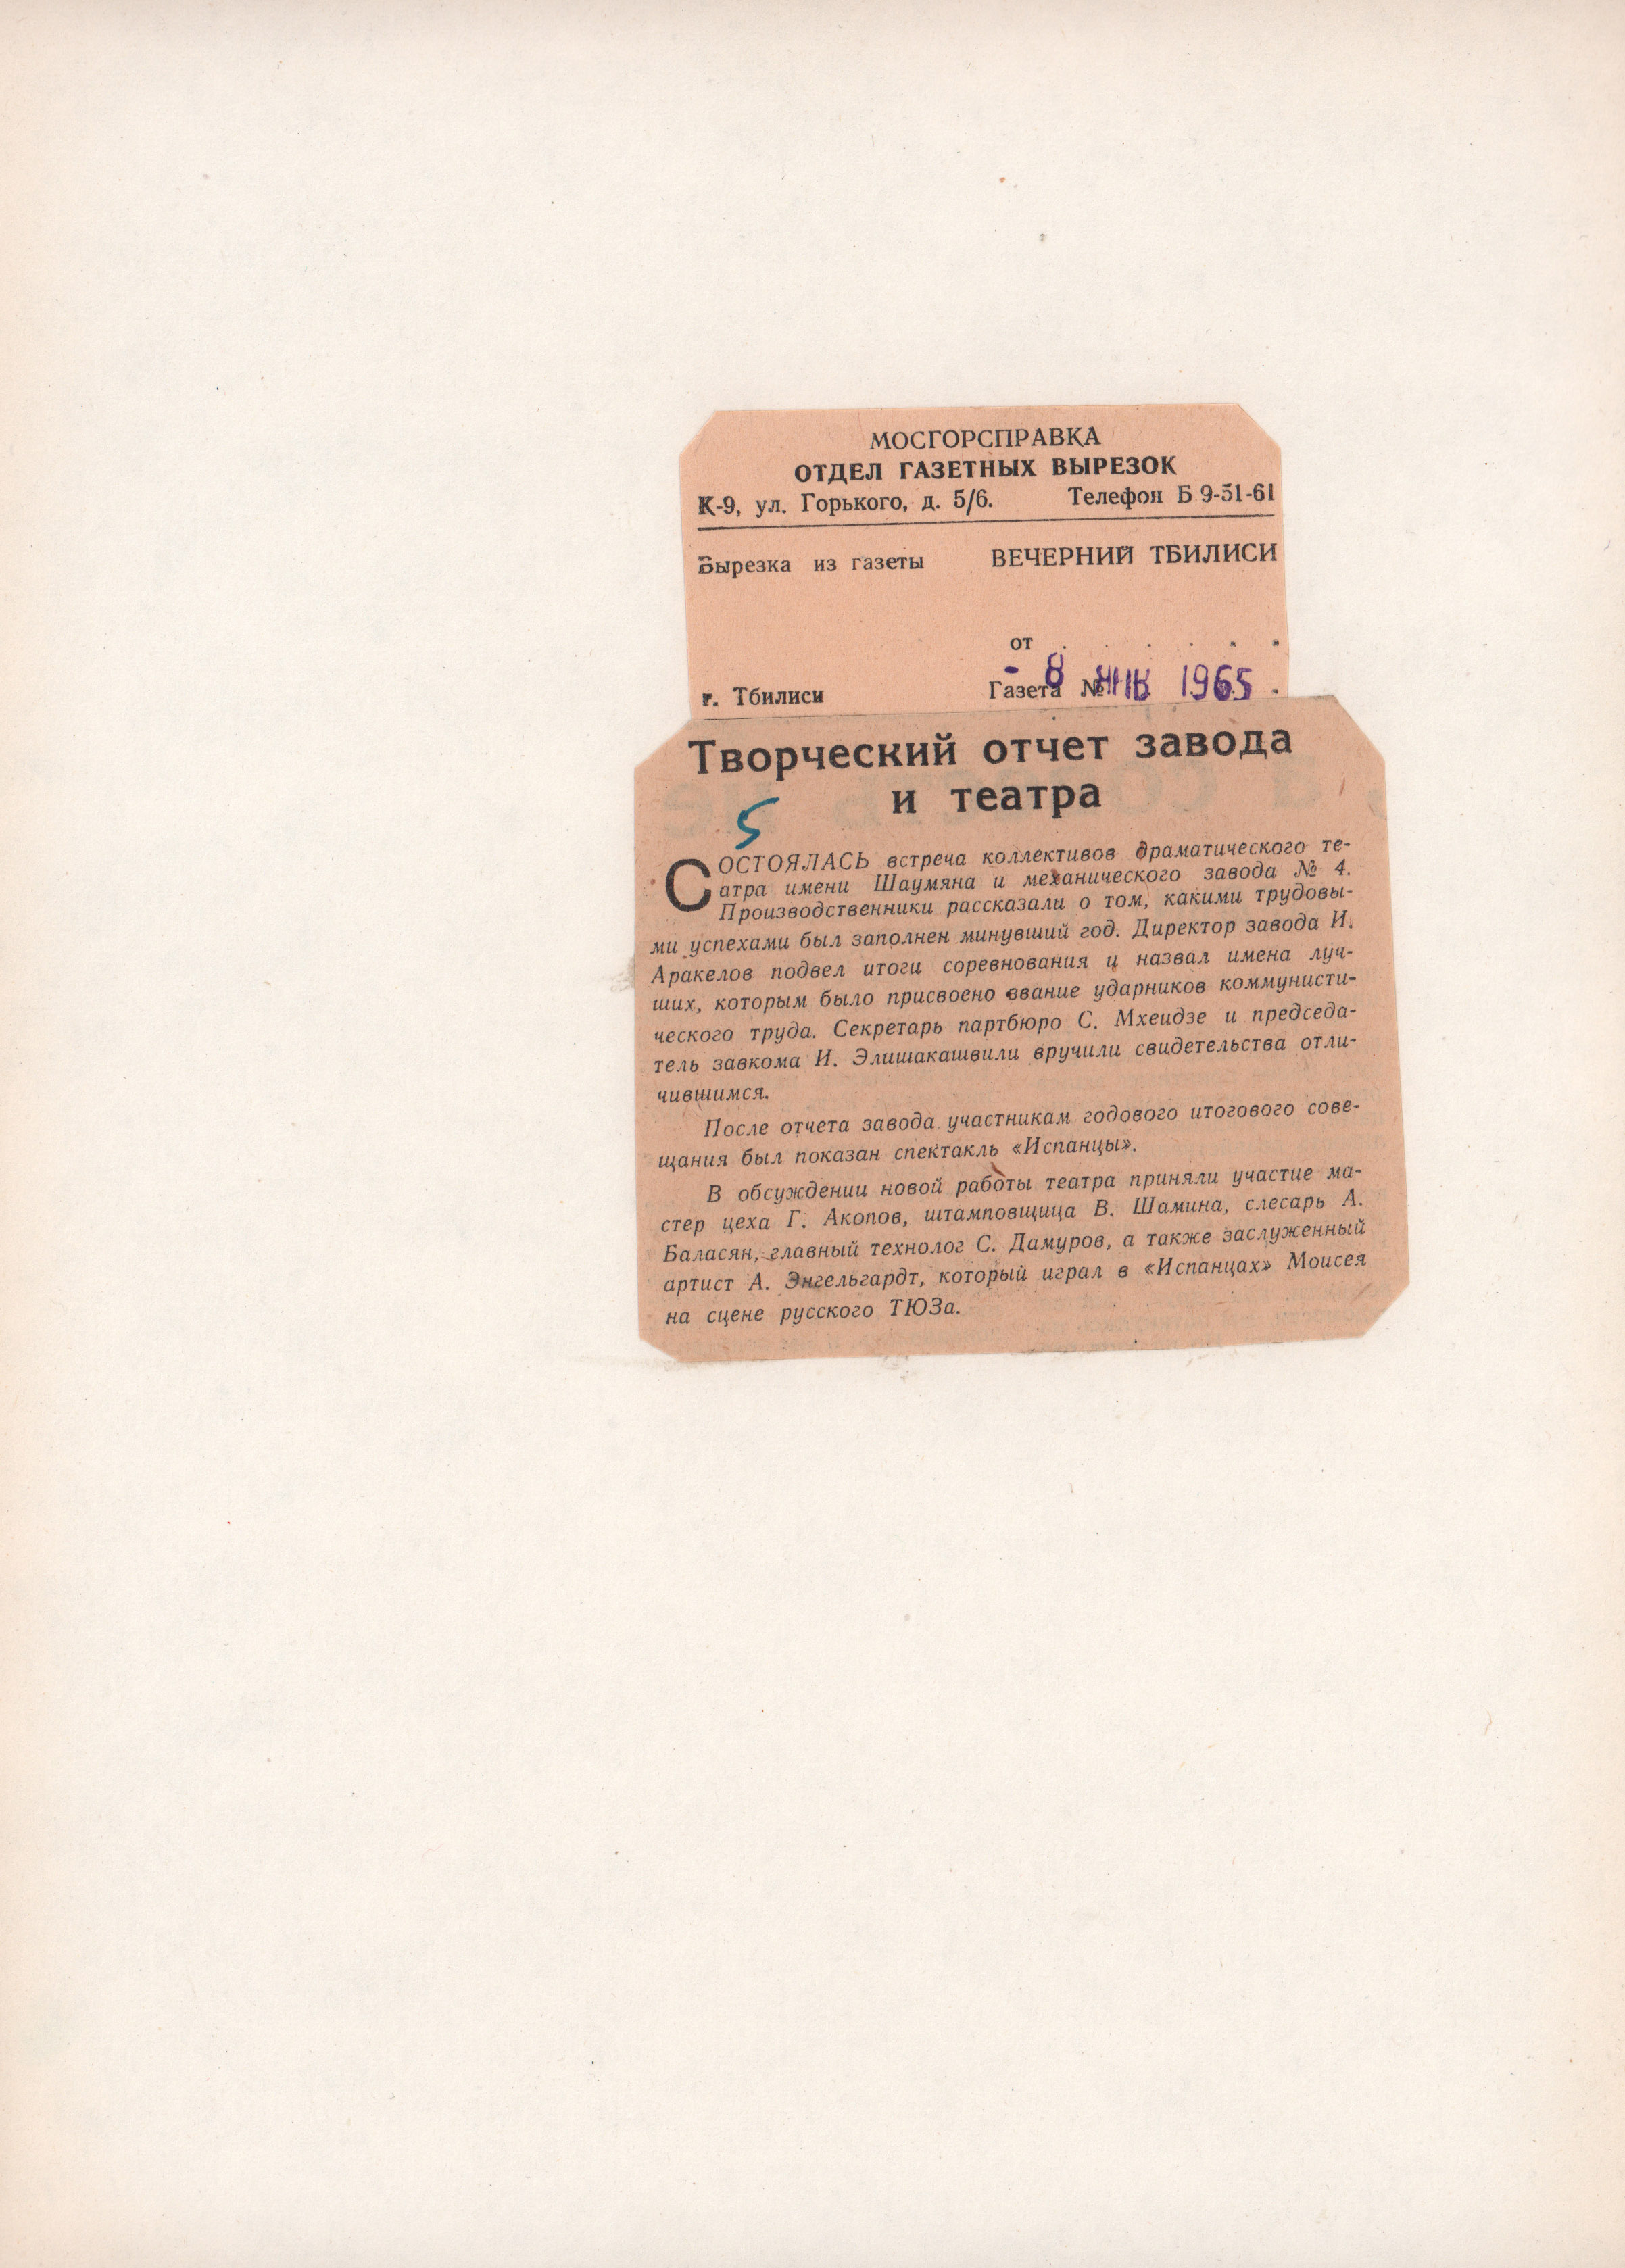 МОСГОРСПРАВКА
ОТДЕЛ ГАЗЕТНЫХ ВЫРЕЗОК
К-9, ул. Горького, д. 5/6. Телефон Б 9-51-61
Вырезка из газеты ВЕЧЕРНИЙ ТБИЛИСИ
от . . . . . .
- 8 ЯНВ 1965
г. Тбилиси Газета № .
Творческий отчет завода
и театра
5
СОСТОЯЛАСЬ встреча коллективов драматического те-
атра имени Шаумяна и механического завода № 4.
Производственники рассказали о том, какими трудовы-
ми успехами был заполнен минувший год. Директор завода И.
Аракелов подвел итоги соревнования и назвал имена луч-
ших, которым было присвоено звание ударников коммунисти-
ческого труда. Секретарь партбюро С. Мхеидзе и председа-
тель завкома И. Элишакашвили вручили свидетельства отли-
чившимся.
После отчета завода участникам годового итогового сове-
щания был показан спектакль «Испанцы».
В обсуждении новой работы театра приняли участие ма-
стер цеха Г. Акопов, штамповщица В. Шамина, слесарь А.
Баласян, главный технолог С. Дамуров, а также заслуженный
артист А. Энгельгардт, который играл в «Испанцах» Моисея
на сцене русского ТЮЗа.